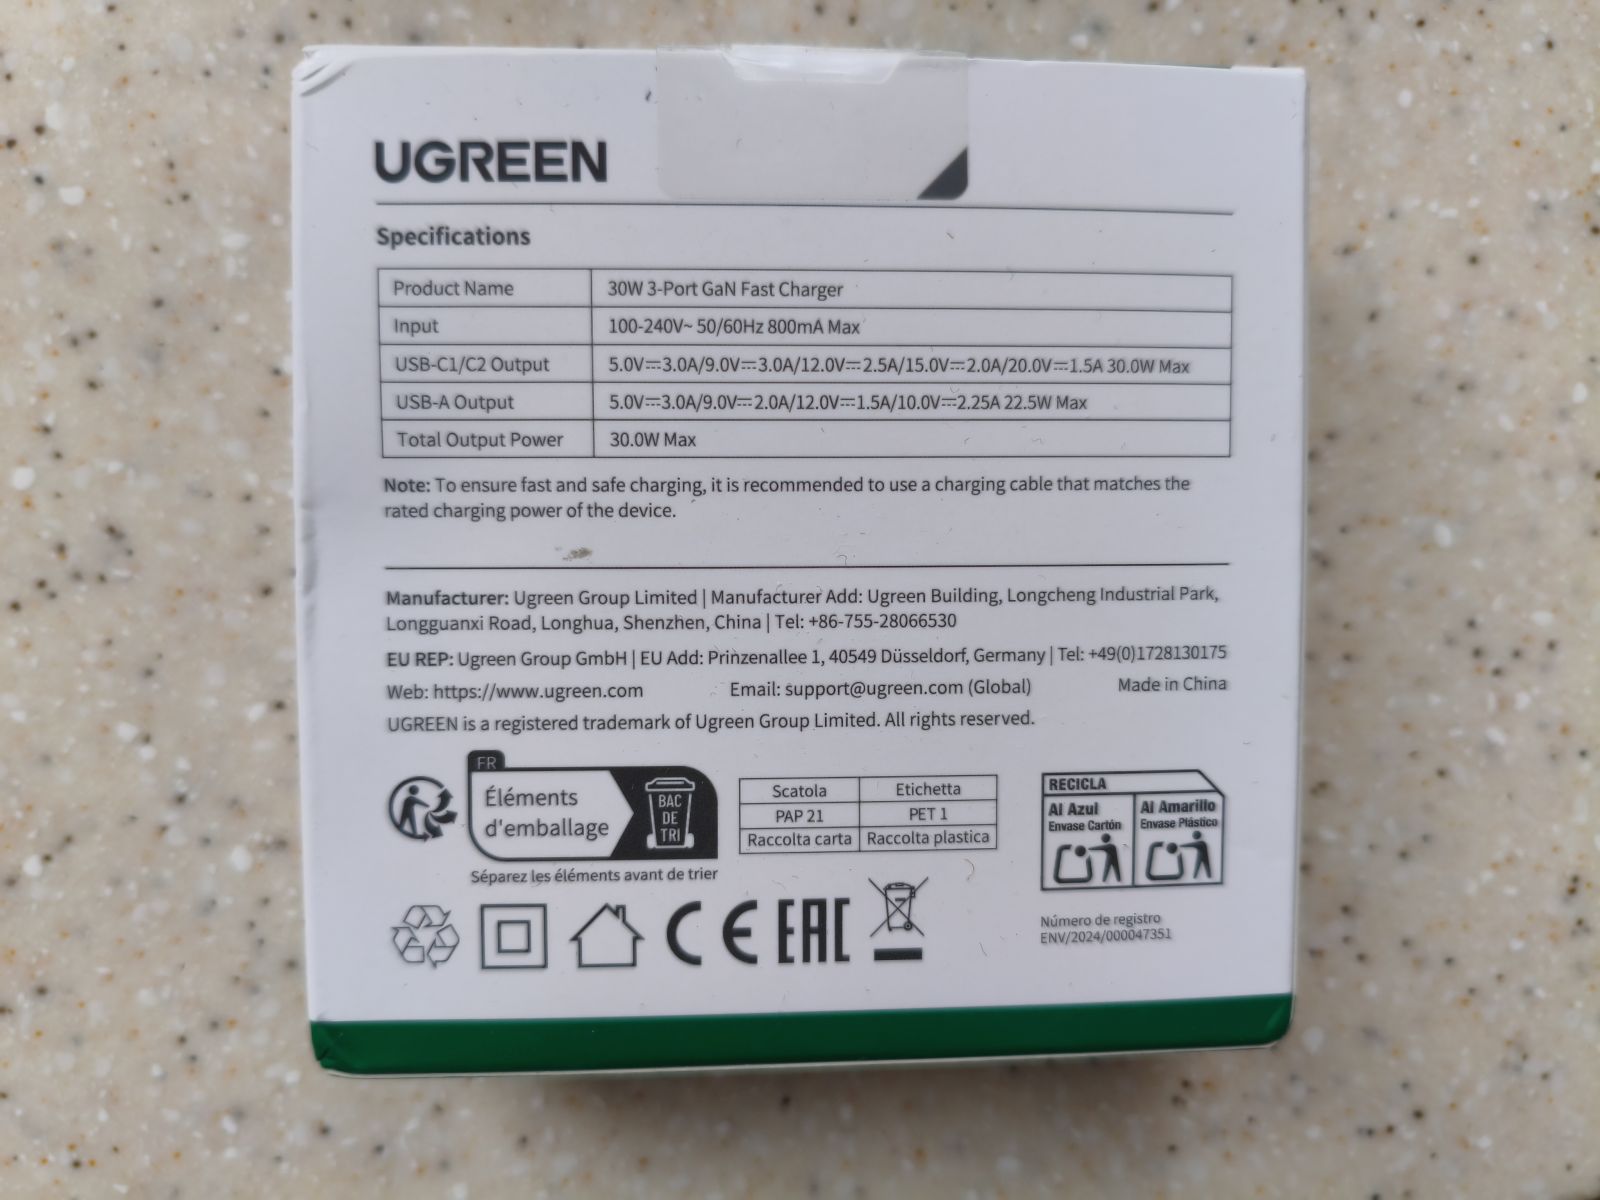 UGREEN
Specifications
Product Name 30W 3-Port GaN Fast Charger
Input 100-240V~ 50/60Hz 800mA Max
USB-C1/C2 Output 5.0V⎓3.0A/9.0V⎓3.0A/12.0V⎓2.5A/15.0V⎓2.0A/20.0V⎓1.5A 30.0W Max
USB-A Output 5.0V⎓3.0A/9.0V⎓2.0A/12.0V⎓1.5A/10.0V⎓2.25A 22.5W Max
Total Output Power 30.0W Max
Note: To ensure fast and safe charging, it is recommended to use a charging cable that matches the
rated charging power of the device.
Manufacturer: Ugreen Group Limited | Manufacturer Add: Ugreen Building, Longcheng Industrial Park,
Longguanxi Road, Longhua, Shenzhen, China | Tel: +86-755-28066530
EU REP: Ugreen Group GmbH | EU Add: Prinzenallee 1, 40549 Düsseldorf, Germany | Tel: +49(0)1728130175
Web: https://www.ugreen.com Email: support@ugreen.com (Global) Made in China
UGREEN is a registered trademark of Ugreen Group Limited. All rights reserved.
FR
Éléments
d'emballage
BAC
DE
TRI
Séparez les éléments avant de trier
Scatola Etichetta
PAP 21 PET 1
Raccolta carta Raccolta plastica
RECICLA
Al Azul
Envase Cartón
Al Amarillo
Envase Plástico
CE EAC
Número de registro
ENV/2024/000047351